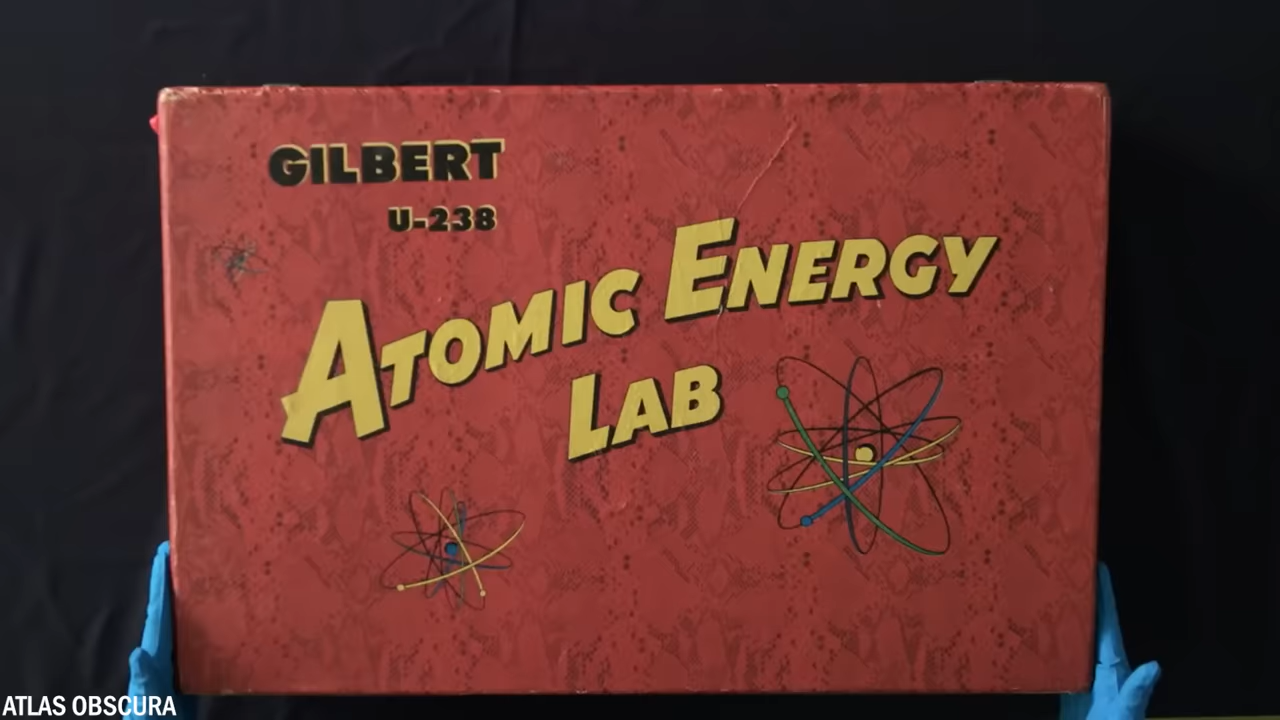 GILBERT
U-238
ATOMIC ENERGY
LAB
ATLAS OBSCURA